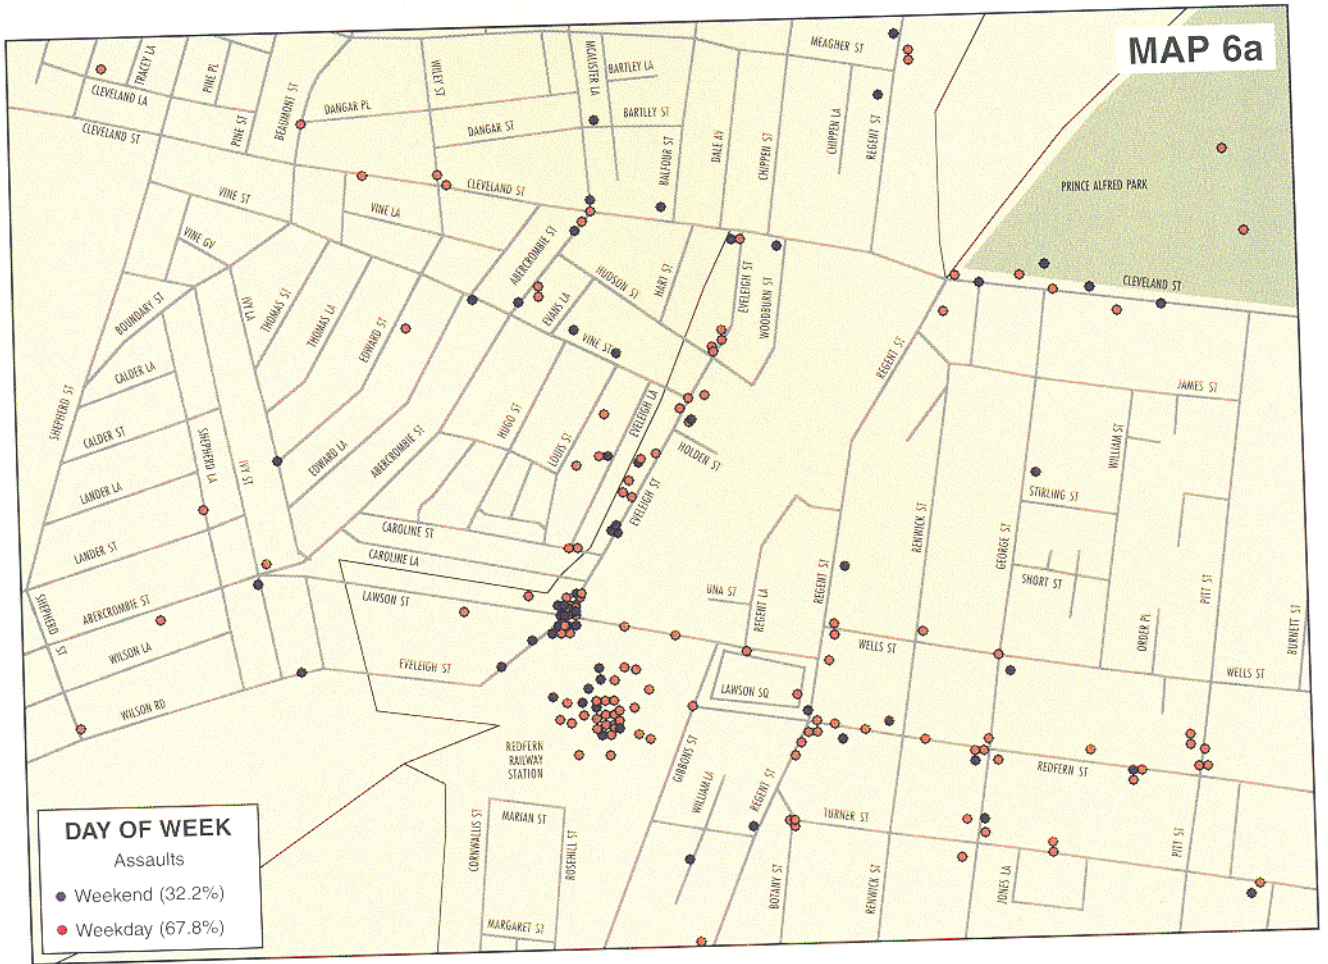 MAP 6a
MEAGHER ST
TRACEY LA
PINE PL
CLEVELAND LA
CLEVELAND ST
PINE ST
BEAUMONT ST
DANGAR PL
WILEY ST
DANGAR ST
MCALISTER LA
BARTLEY LA
BARTLEY ST
BALFOUR ST
DALE AV
CHIPPEN ST
CHIPPEN LA
REGENT ST
PRINCE ALFRED PARK
CLEVELAND ST
CLEVELAND ST
VINE ST
VINE LA
VINE GV
ABERCROMBIE ST
HUDSON ST
HART ST
EVELEIGH ST
WOODBURN ST
EVANS LA
VINE ST
BOUNDARY ST
IVY LA
THOMAS ST
THOMAS LA
EDWARD ST
REGENT ST
JAMES ST
CALDER LA
SHEPHERD ST
CALDER ST
SHEPHERD LA
IVY ST
EDWARD LA
ABERCROMBIE ST
HUGO ST
LOUIS ST
EVELEIGH LA
HOLDEN ST
EVELEIGH ST
WILLIAM ST
STIRLING ST
LANDER LA
LANDER ST
CAROLINE ST
CAROLINE LA
RENWICK ST
GEORGE ST
SHORT ST
PITT ST
BURNETT ST
ORDER PL
UNA ST
REGENT LA
REGENT ST
SHEPHERD ST
ABERCROMBIE ST
LAWSON ST
WILSON LA
EVELEIGH ST
WILSON RD
WELLS ST
WELLS ST
LAWSON SQ
REDFERN
RAILWAY
STATION
GIBBONS ST
WILLIAM LA
REGENT ST
REDFERN ST
TURNER ST
CORNWALLIS ST
MARIAN ST
ROSEHILL ST
MARGARET ST
BOTANY ST
RENWICK ST
JONES LA
PITT ST
DAY OF WEEK
Assaults
Weekend (32.2%)
Weekday (67.8%)